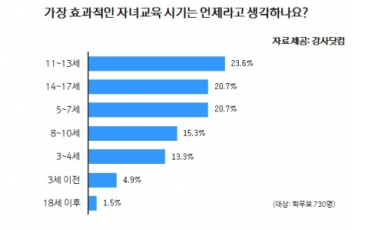 가장 효과적인 자녀교육 시기는 언제라고 생각하나요?
자료제공: 강사닷컴
11~13세 23.6%
14~17세 20.7%
5~7세 20.7%
8~10세 15.3%
3~4세 13.3%
3세 이전 4.9%
18세 이후 1.5%
(대상: 학무보 730명)